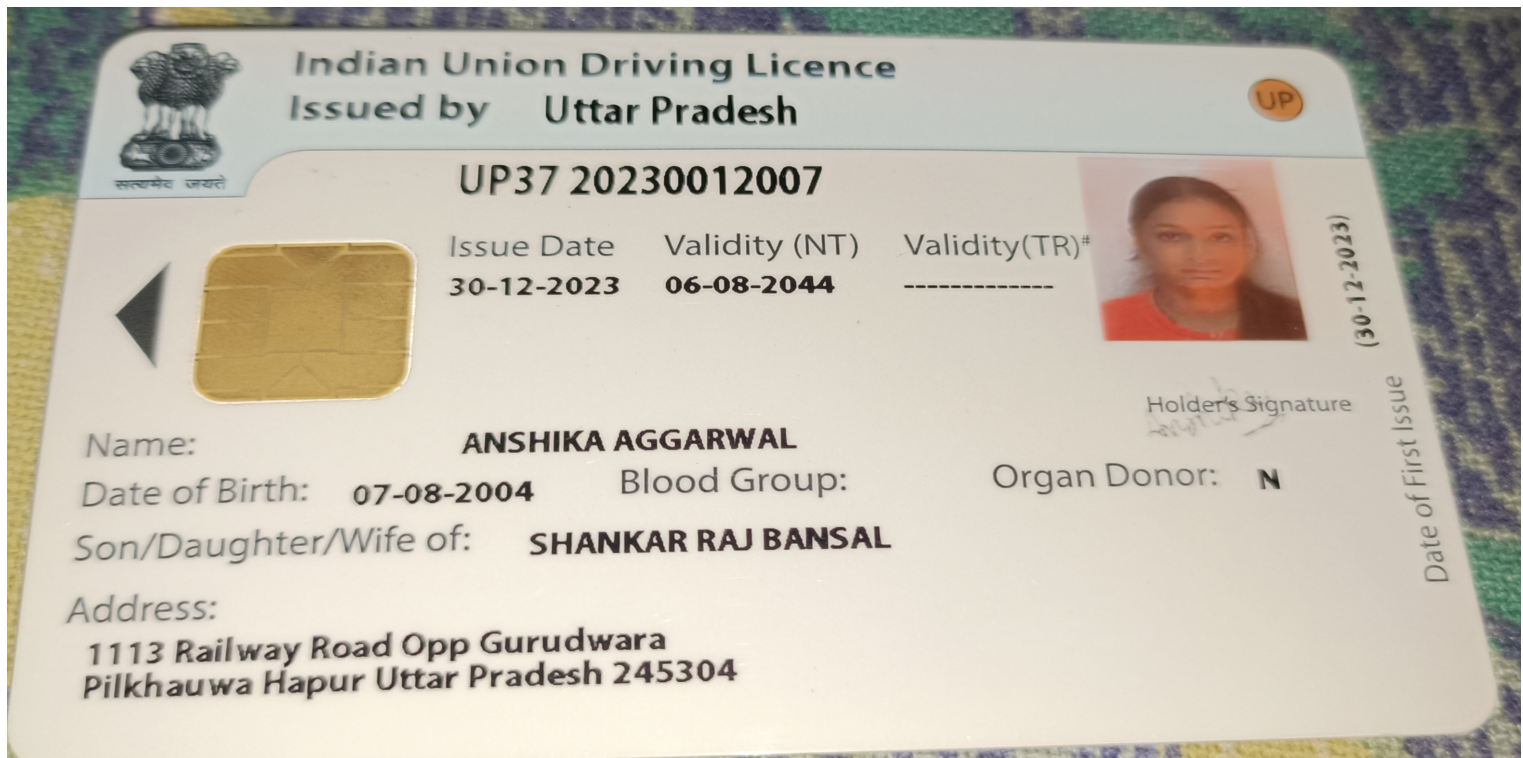 Indian Union Driving Licence
Issued by Uttar Pradesh
UP
सत्यमेव जयते
UP37 20230012007
Issue Date Validity (NT) Validity(TR)#
30-12-2023 06-08-2044 -------------
(30-12-2023)
Date of First Issue
Holder's Signature
Name: ANSHIKA AGGARWAL
Date of Birth: 07-08-2004 Blood Group: Organ Donor: N
Son/Daughter/Wife of: SHANKAR RAJ BANSAL
Address:
1113 Railway Road Opp Gurudwara
Pilkhauwa Hapur Uttar Pradesh 245304